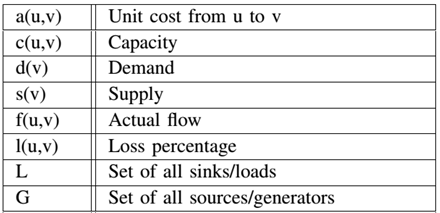 a(u,v) Unit cost from u to v
c(u,v) Capacity
d(v) Demand
s(v) Supply
f(u,v) Actual flow
l(u,v) Loss percentage
L Set of all sinks/loads
G Set of all sources/generators